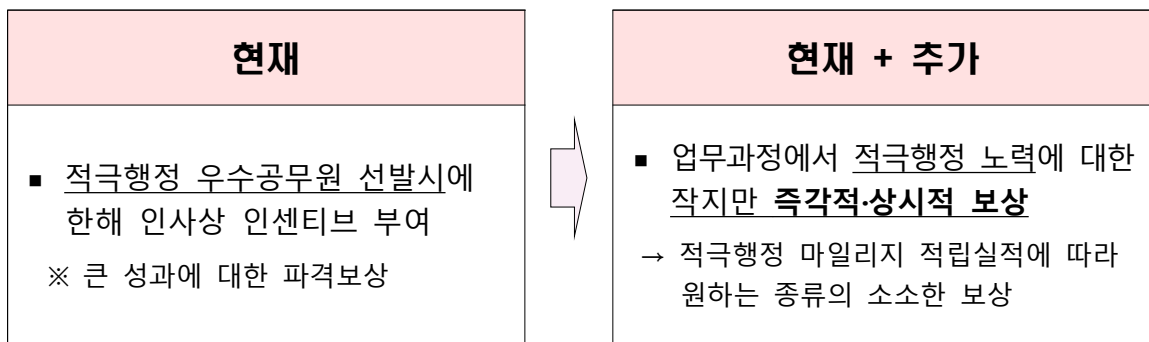 현재
■ 적극행정 우수공무원 선발시에
한해 인사상 인센티브 부여
※ 큰 성과에 대한 파격보상
현재 + 추가
■ 업무과정에서 적극행정 노력에 대한
작지만 즉각적·상시적 보상
→ 적극행정 마일리지 적립실적에 따라
원하는 종류의 소소한 보상